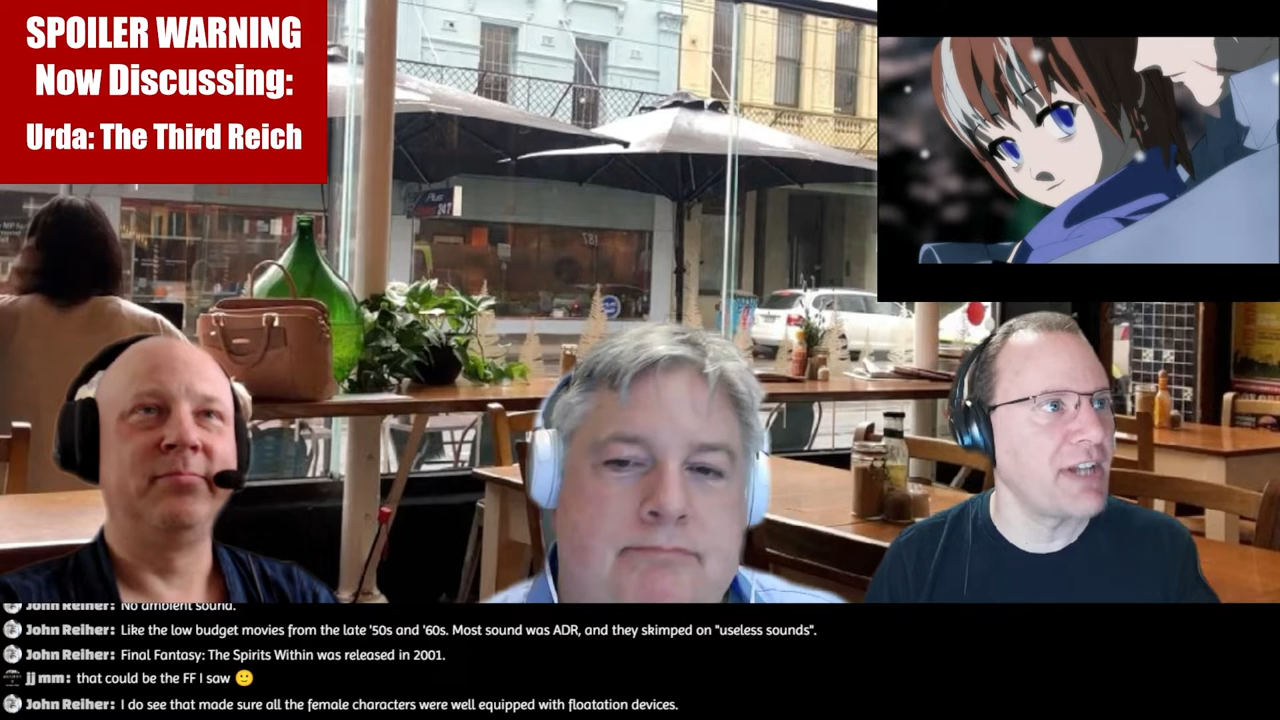 SPOILER WARNING
Now Discussing:
Urda: The Third Reich
247
187
John Reiher: No ambient sound.
John Reiher: Like the low budget movies from the late '50s and '60s. Most sound was ADR, and they skimped on "useless sounds".
John Reiher: Final Fantasy: The Spirits Within was released in 2001.
jj mm: that could be the FF I saw 🙂
John Reiher: I do see that made sure all the female characters were well equipped with floatation devices.